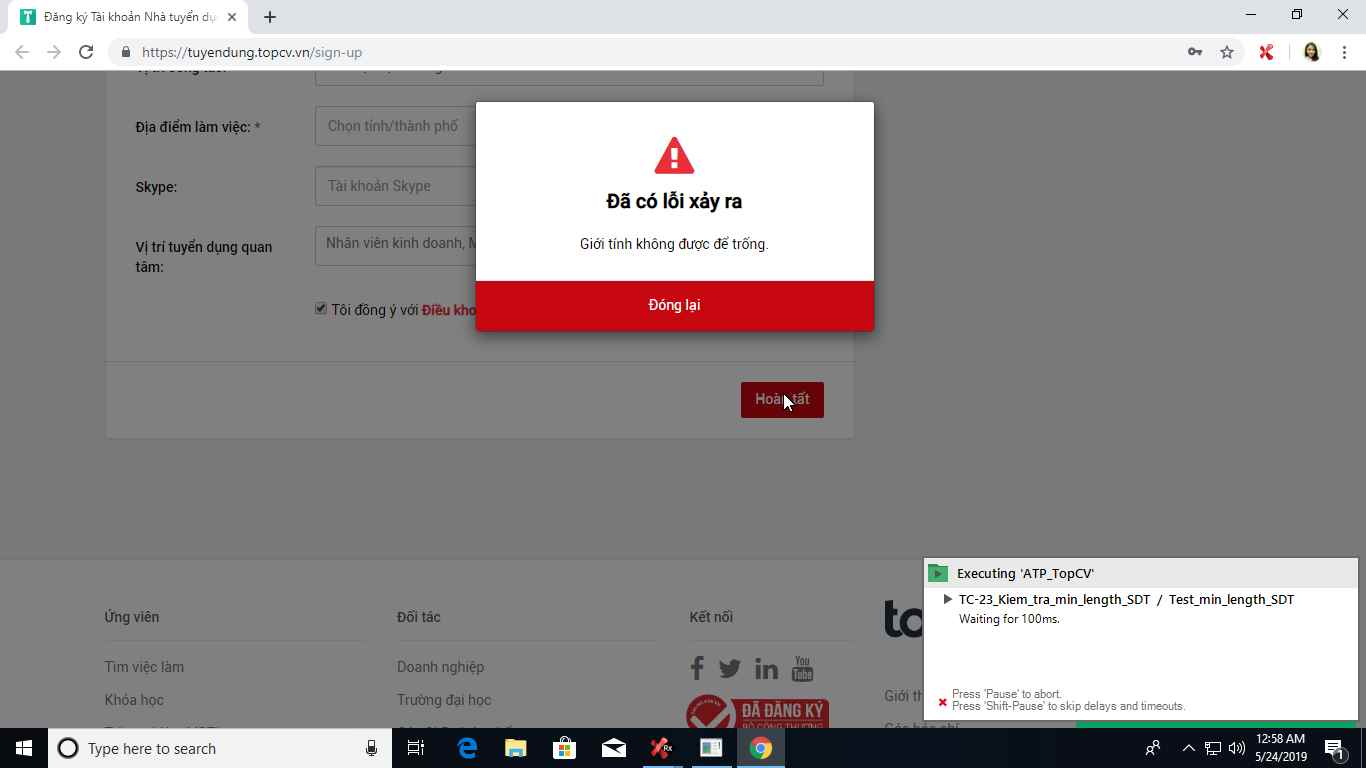 Đăng ký Tài khoản Nhà tuyển dụ
https://tuyendung.topcv.vn/sign-up
Địa điểm làm việc: *
Chọn tỉnh/thành phố
Skype:
Tài khoản Skype
Vị trí tuyển dụng quan tâm:
Nhân viên kinh doanh, M
Tôi đồng ý với Điều kho
Đã có lỗi xảy ra
Giới tính không được để trống.
Đóng lại
Hoàn tất
Ứng viên
Tìm việc làm
Khóa học
Đối tác
Doanh nghiệp
Trường đại học
Kết nối
You
Tube
ĐÃ ĐĂNG KÝ
BỘ CÔNG THƯƠNG
to
Giới th
Executing 'ATP_TopCV'
TC-23_Kiem_tra_min_length_SDT / Test_min_length_SDT
Waiting for 100ms.
Press 'Pause' to abort.
Press 'Shift-Pause' to skip delays and timeouts.
Type here to search
Rx
12:58 AM
5/24/2019
1